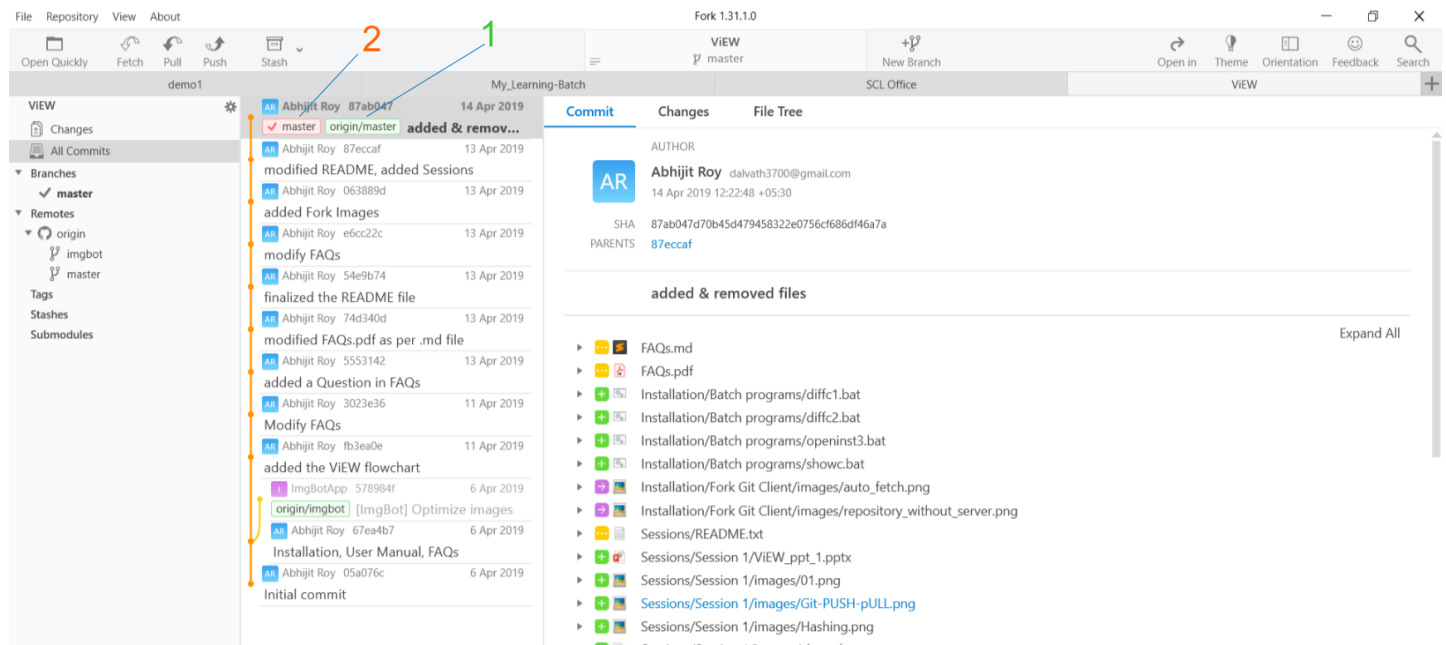 File Repository View About Fork 1.31.1.0
2 1
Open Quickly Fetch Pull Push Stash ViEW master New Branch Open in Theme Orientation Feedback Search
demo1 My_Learning-Batch SCL Office ViEW
ViEW
Changes
All Commits
Branches
master
Remotes
origin
imgbot
master
Tags
Stashes
Submodules
AR Abhijit Roy 87ab047 14 Apr 2019
master origin/master added & remov...
AR Abhijit Roy 87eccaf 13 Apr 2019
modified README, added Sessions
AR Abhijit Roy 063889d 13 Apr 2019
added Fork Images
AR Abhijit Roy e6cc22c 13 Apr 2019
modify FAQs
AR Abhijit Roy 54e9b74 13 Apr 2019
finalized the README file
AR Abhijit Roy 74d340d 13 Apr 2019
modified FAQs.pdf as per .md file
AR Abhijit Roy 5553142 13 Apr 2019
added a Question in FAQs
AR Abhijit Roy 3023e36 11 Apr 2019
Modify FAQs
AR Abhijit Roy fb3ea0e 11 Apr 2019
added the ViEW flowchart
I ImgBotApp 578984f 6 Apr 2019
origin/imgbot [ImgBot] Optimize images
AR Abhijit Roy 67ea4b7 6 Apr 2019
Installation, User Manual, FAQs
AR Abhijit Roy 05a076c 6 Apr 2019
Initial commit
Commit Changes File Tree
AUTHOR
AR Abhijit Roy dalvath3700@gmail.com
14 Apr 2019 12:22:48 +05:30
SHA 87ab047d70b45d479458322e0756cf686df46a7a
PARENTS 87eccaf
added & removed files
Expand All
FAQs.md
FAQs.pdf
Installation/Batch programs/diffc1.bat
Installation/Batch programs/diffc2.bat
Installation/Batch programs/openinst3.bat
Installation/Batch programs/showc.bat
Installation/Fork Git Client/images/auto_fetch.png
Installation/Fork Git Client/images/repository_without_server.png
Sessions/README.txt
Sessions/Session 1/ViEW_ppt_1.pptx
Sessions/Session 1/images/01.png
Sessions/Session 1/images/Git-PUSH-pULL.png
Sessions/Session 1/images/Hashing.png